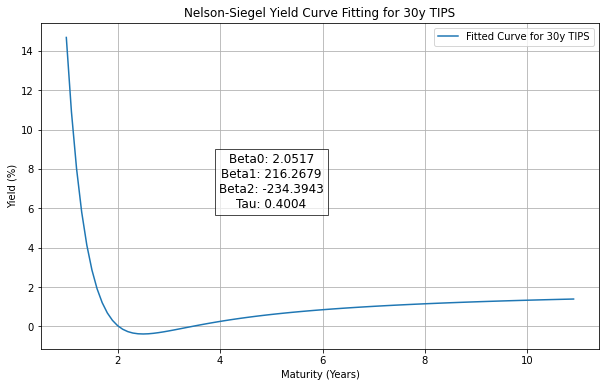 Nelson-Siegel Yield Curve Fitting for 30y TIPS
Fitted Curve for 30y TIPS
14
12
10
8
6
4
2
0
Yield (%)
Beta0: 2.0517
Beta1: 216.2679
Beta2: -234.3943
Tau: 0.4004
2 4 6 8 10
Maturity (Years)